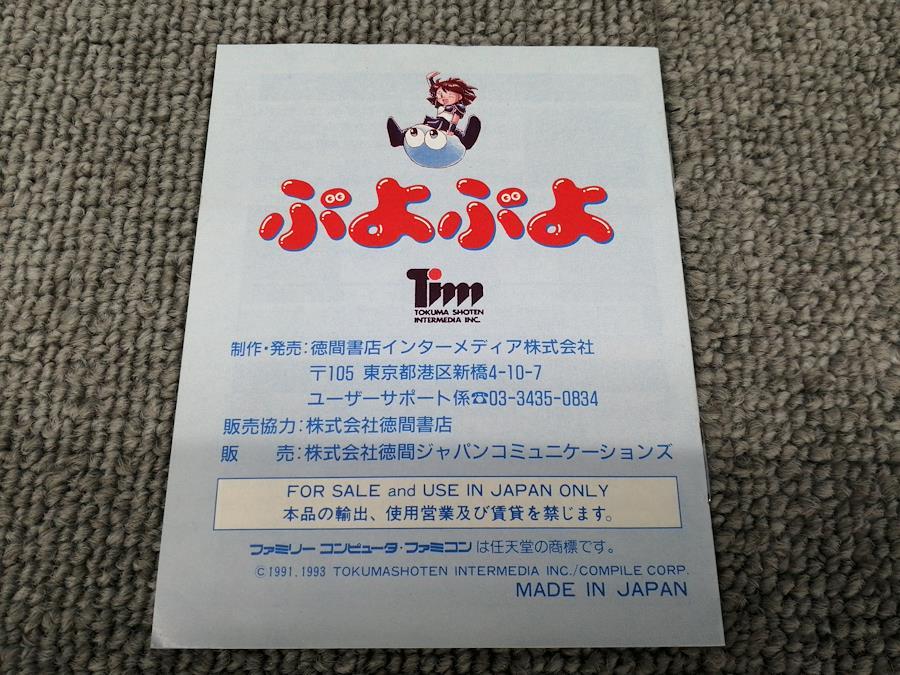 ぷよぷよ
Tim
TOKUMA SHOTEN
INTERMEDIA INC.
制作・発売：徳間書店インターメディア株式会社
〒105 東京都港区新橋4-10-7
ユーザーサポート係☎03-3435-0834
販売協力：株式会社徳間書店
販　売：株式会社徳間ジャパンコミュニケーションズ
FOR SALE and USE IN JAPAN ONLY
本品の輸出、使用営業及び賃貸を禁じます。
ファミリーコンピュータ・ファミコンは任天堂の商標です。
©1991,1993 TOKUMASHOTEN INTERMEDIA INC./COMPILE CORP.
MADE IN JAPAN